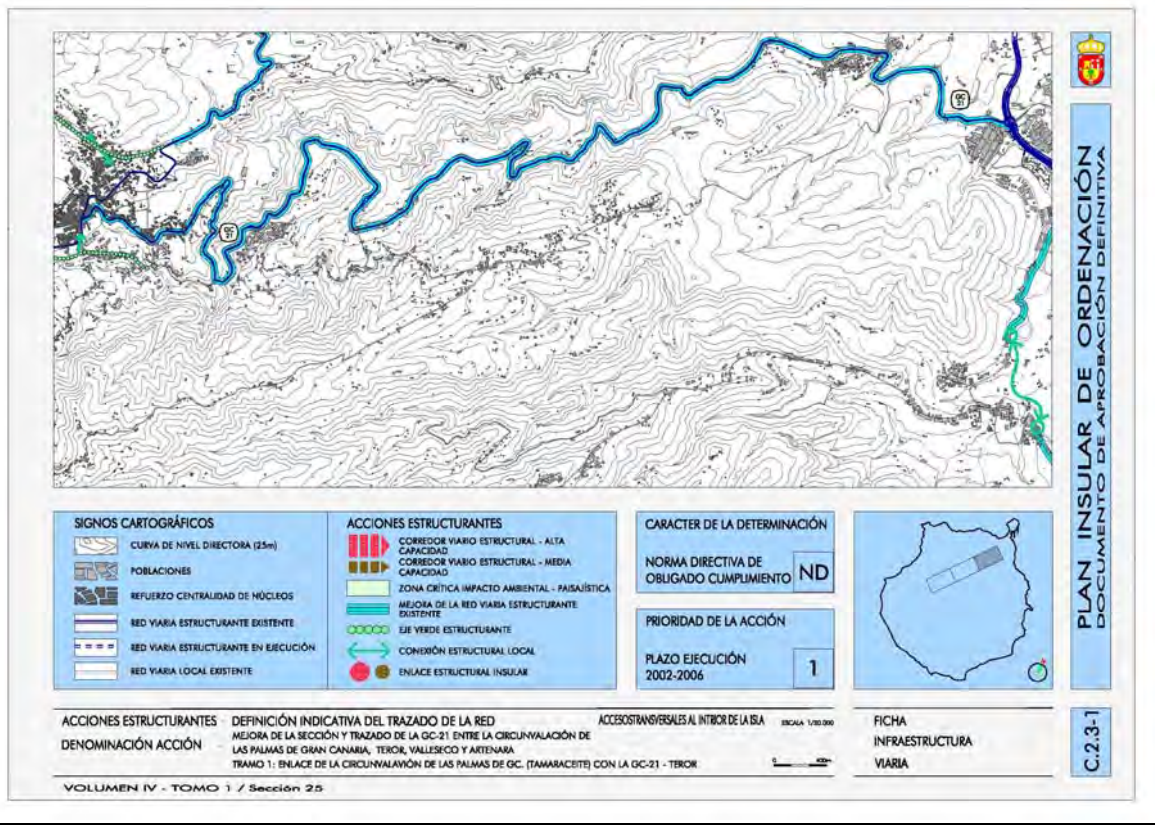 GC
21
GC
21
PLAN INSULAR DE ORDENACIÓN
DOCUMENTO DE APROBACIÓN DEFINITIVA
SIGNOS CARTOGRÁFICOS
CURVA DE NIVEL DIRECTORA (25m)
POBLACIONES
REFUERZO CENTRALIDAD DE NÚCLEOS
RED VIARIA ESTRUCTURANTE EXISTENTE
RED VIARIA ESTRUCTURANTE EN EJECUCIÓN
RED VIARIA LOCAL EXISTENTE
ACCIONES ESTRUCTURANTES
CORREDOR VIARIO ESTRUCTURAL - ALTA
CAPACIDAD
CORREDOR VIARIO ESTRUCTURAL - MEDIA
CAPACIDAD
ZONA CRÍTICA IMPACTO AMBIENTAL - PAISAJÍSTICA
MEJORA DE LA RED VIARIA ESTRUCTURANTE
EXISTENTE
EJE VERDE ESTRUCTURANTE
CONEXIÓN ESTRUCTURAL LOCAL
ENLACE ESTRUCTURAL INSULAR
CARACTER DE LA DETERMINACIÓN
NORMA DIRECTIVA DE
OBLIGADO CUMPLIMIENTO ND
PRIORIDAD DE LA ACCIÓN
PLAZO EJECUCIÓN
2002-2006
1
ACCIONES ESTRUCTURANTES DEFINICIÓN INDICATIVA DEL TRAZADO DE LA RED
ACCESOSTRANSVERSALES AL INTRIOR DE LA ISLA
DENOMINACIÓN ACCIÓN
MEJORA DE LA SECCIÓN Y TRAZADO DE LA GC-21 ENTRE LA CIRCUNVALACIÓN DE
LAS PALMAS DE GRAN CANARIA, TEROR, VALLESECO Y ARTENARA
TRAMO 1: ENLACE DE LA CIRCUNVALAVIÓN DE LAS PALMAS DE GC. (TAMARACEITE) CON LA GC-21 - TEROR
FICHA
INFRAESTRUCTURA
VIARIA
C.2.3-1
VOLUMEN IV - TOMO 1 / Sección 25